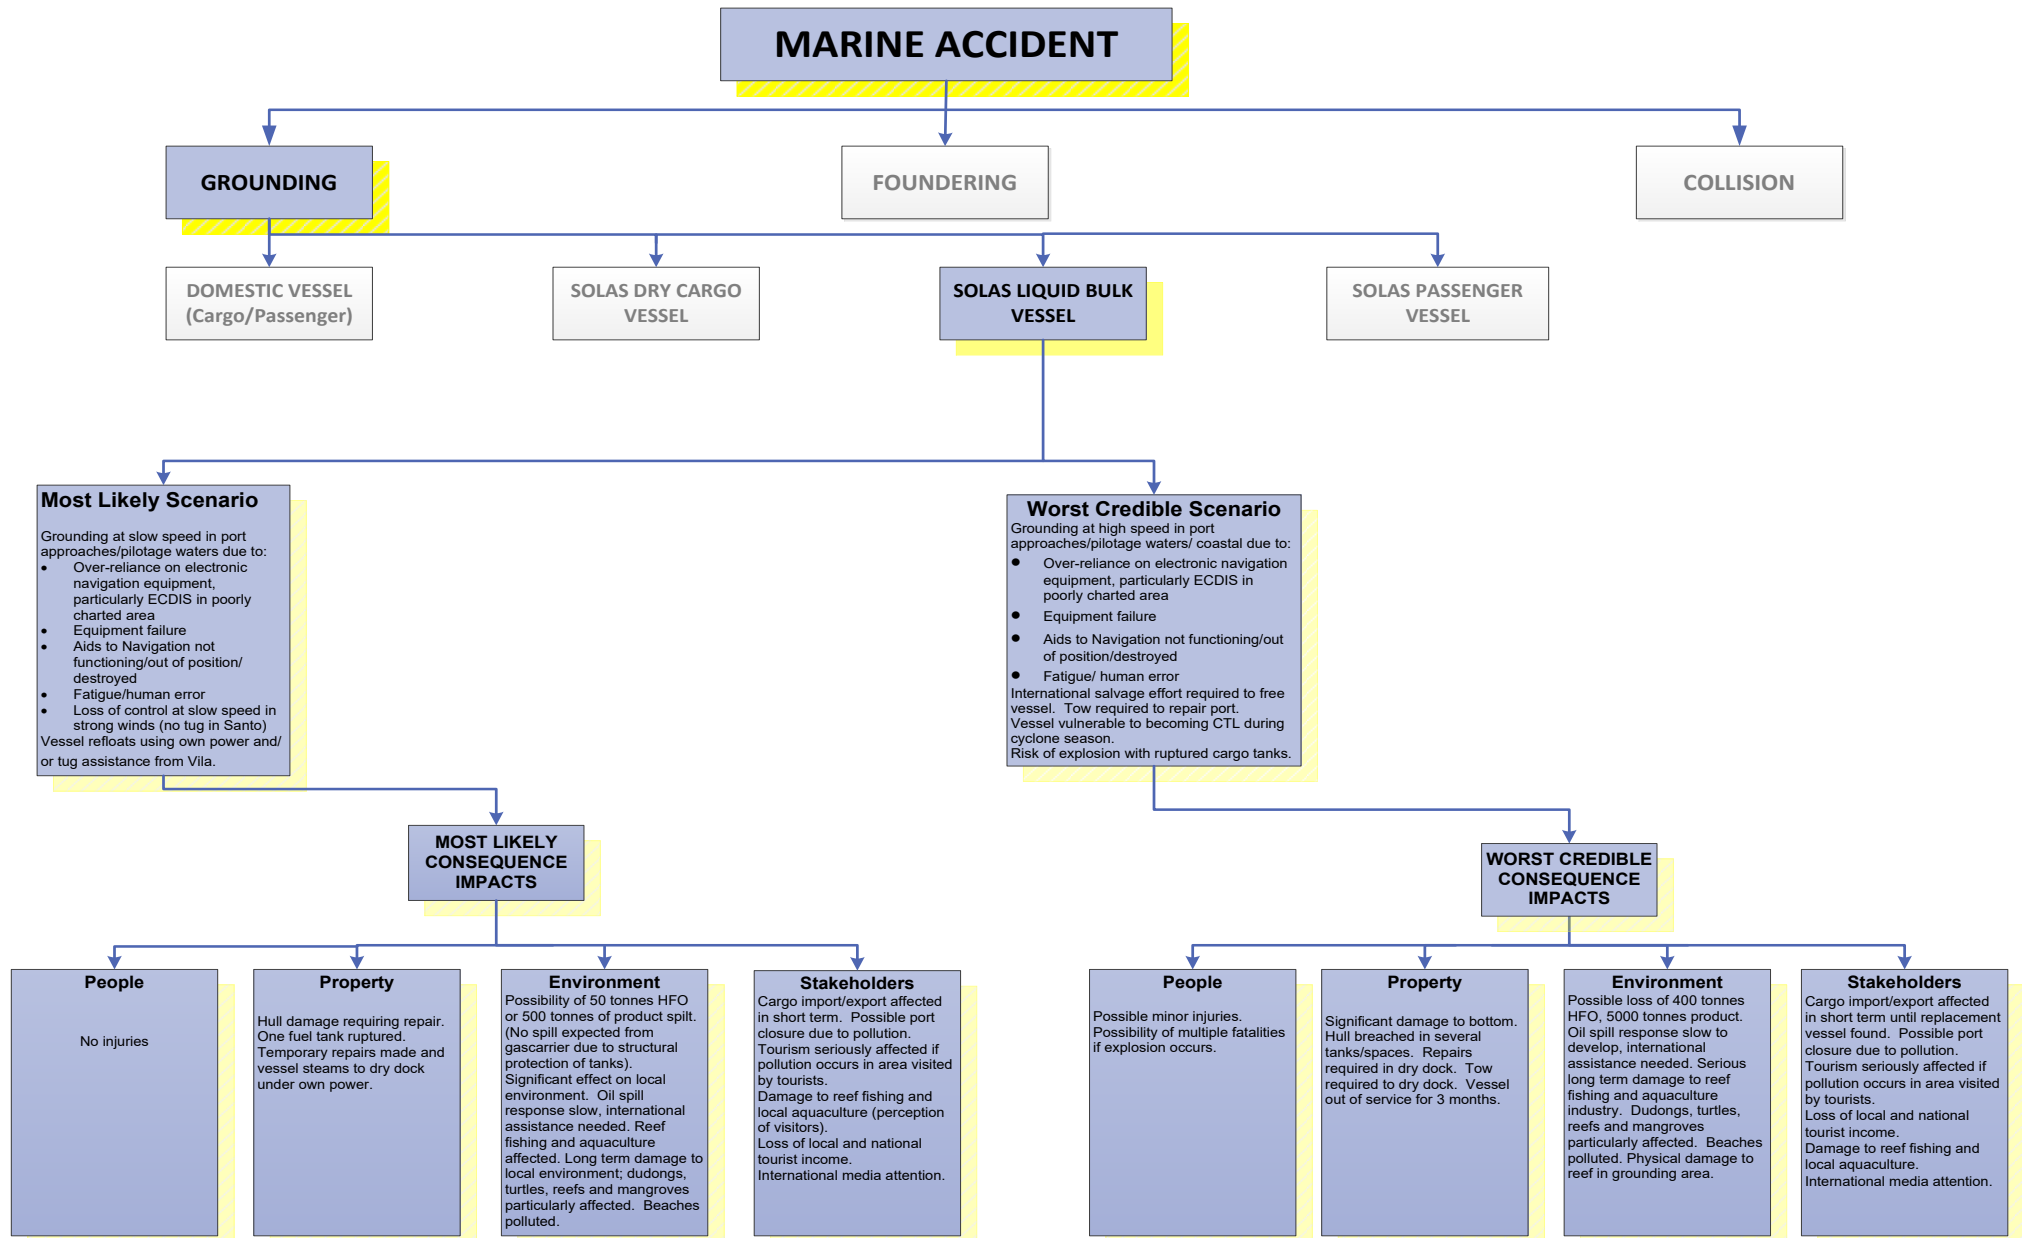 MARINE ACCIDENT
GROUNDING
FOUNDERING
COLLISION
DOMESTIC VESSEL
(Cargo/Passenger)
SOLAS DRY CARGO
VESSEL
SOLAS LIQUID BULK
VESSEL
SOLAS PASSENGER
VESSEL
Most Likely Scenario
Grounding at slow speed in port
approaches/pilotage waters due to:
• Over-reliance on electronic
navigation equipment,
particularly ECDIS in poorly
charted area
• Equipment failure
• Aids to Navigation not
functioning/out of position/
destroyed
• Fatigue/human error
• Loss of control at slow speed in
strong winds (no tug in Santo)
Vessel refloats using own power and/
or tug assistance from Vila.
Worst Credible Scenario
Grounding at high speed in port
approaches/pilotage waters/ coastal due to:
• Over-reliance on electronic navigation
equipment, particularly ECDIS in
poorly charted area
• Equipment failure
• Aids to Navigation not functioning/out
of position/destroyed
• Fatigue/ human error
International salvage effort required to free
vessel. Tow required to repair port.
Vessel vulnerable to becoming CTL during
cyclone season.
Risk of explosion with ruptured cargo tanks.
MOST LIKELY
CONSEQUENCE
IMPACTS
WORST CREDIBLE
CONSEQUENCE
IMPACTS
People
No injuries
Property
Hull damage requiring repair.
One fuel tank ruptured.
Temporary repairs made and
vessel steams to dry dock
under own power.
Environment
Possibility of 50 tonnes HFO
or 500 tonnes of product spilt.
(No spill expected from
gascarrier due to structural
protection of tanks).
Significant effect on local
environment. Oil spill
response slow, international
assistance needed. Reef
fishing and aquaculture
affected. Long term damage to
local environment; dudongs,
turtles, reefs and mangroves
particularly affected. Beaches
polluted.
Stakeholders
Cargo import/export affected
in short term. Possible port
closure due to pollution.
Tourism seriously affected if
pollution occurs in area visited
by tourists.
Damage to reef fishing and
local aquaculture (perception
of visitors).
Loss of local and national
tourist income.
International media attention.
People
Possible minor injuries.
Possibility of multiple fatalities
if explosion occurs.
Property
Significant damage to bottom.
Hull breached in several
tanks/spaces. Repairs
required in dry dock. Tow
required to dry dock. Vessel
out of service for 3 months.
Environment
Possible loss of 400 tonnes
HFO, 5000 tonnes product.
Oil spill response slow to
develop, international
assistance needed. Serious
long term damage to reef
fishing and aquaculture
industry. Dudongs, turtles,
reefs and mangroves
particularly affected. Beaches
polluted. Physical damage to
reef in grounding area.
Stakeholders
Cargo import/export affected
in short term until replacement
vessel found. Possible port
closure due to pollution.
Tourism seriously affected if
pollution occurs in area visited
by tourists.
Loss of local and national
tourist income.
Damage to reef fishing and
local aquaculture.
International media attention.